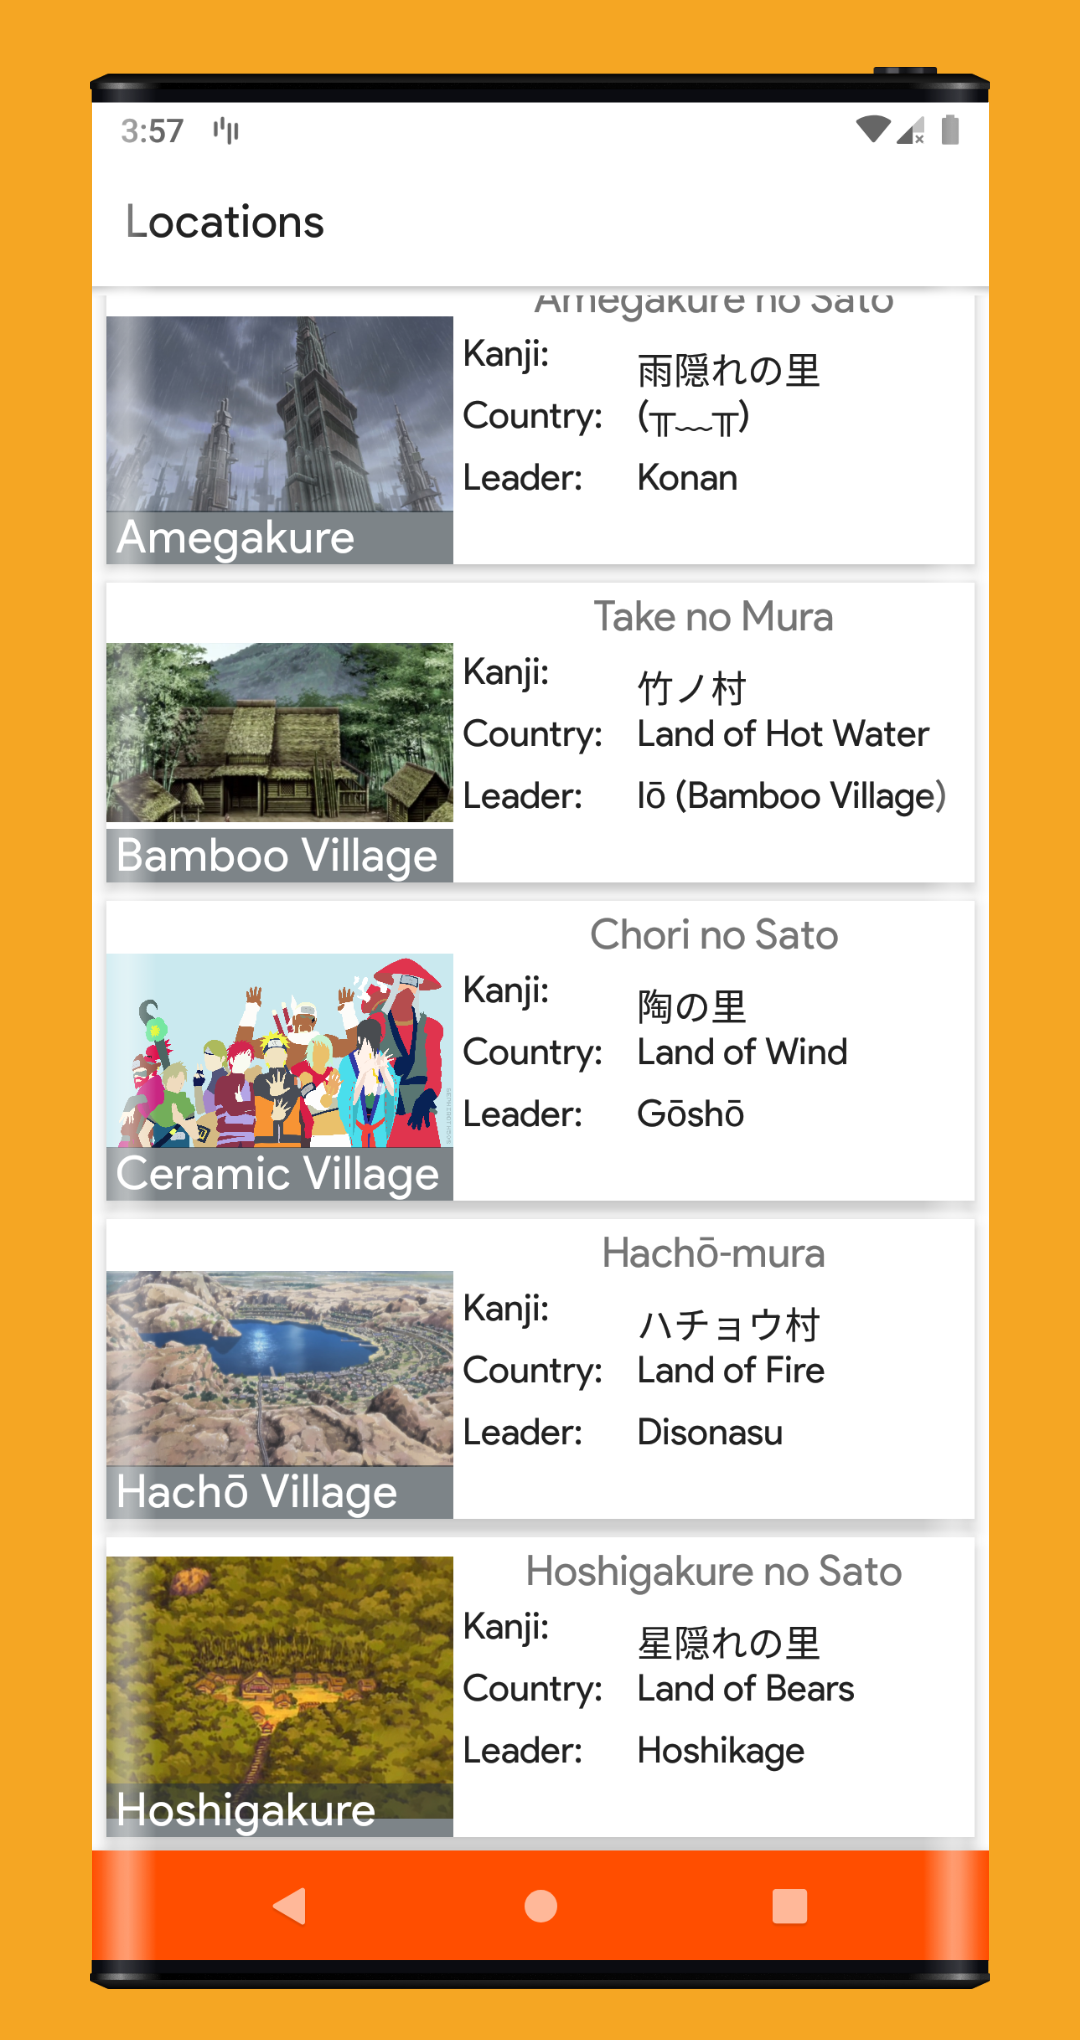 3:57
Locations
Amegakure no Sato
Kanji: 雨隠れの里
Country: (╥﹏╥)
Leader: Konan
Amegakure
Take no Mura
Kanji: 竹ノ村
Country: Land of Hot Water
Leader: Iō (Bamboo Village)
Bamboo Village
Chori no Sato
Kanji: 陶の里
Country: Land of Wind
Leader: Gōshō
Ceramic Village
Hachō-mura
Kanji: ハチョウ村
Country: Land of Fire
Leader: Disonasu
Hachō Village
Hoshigakure no Sato
Kanji: 星隠れの里
Country: Land of Bears
Leader: Hoshikage
Hoshigakure